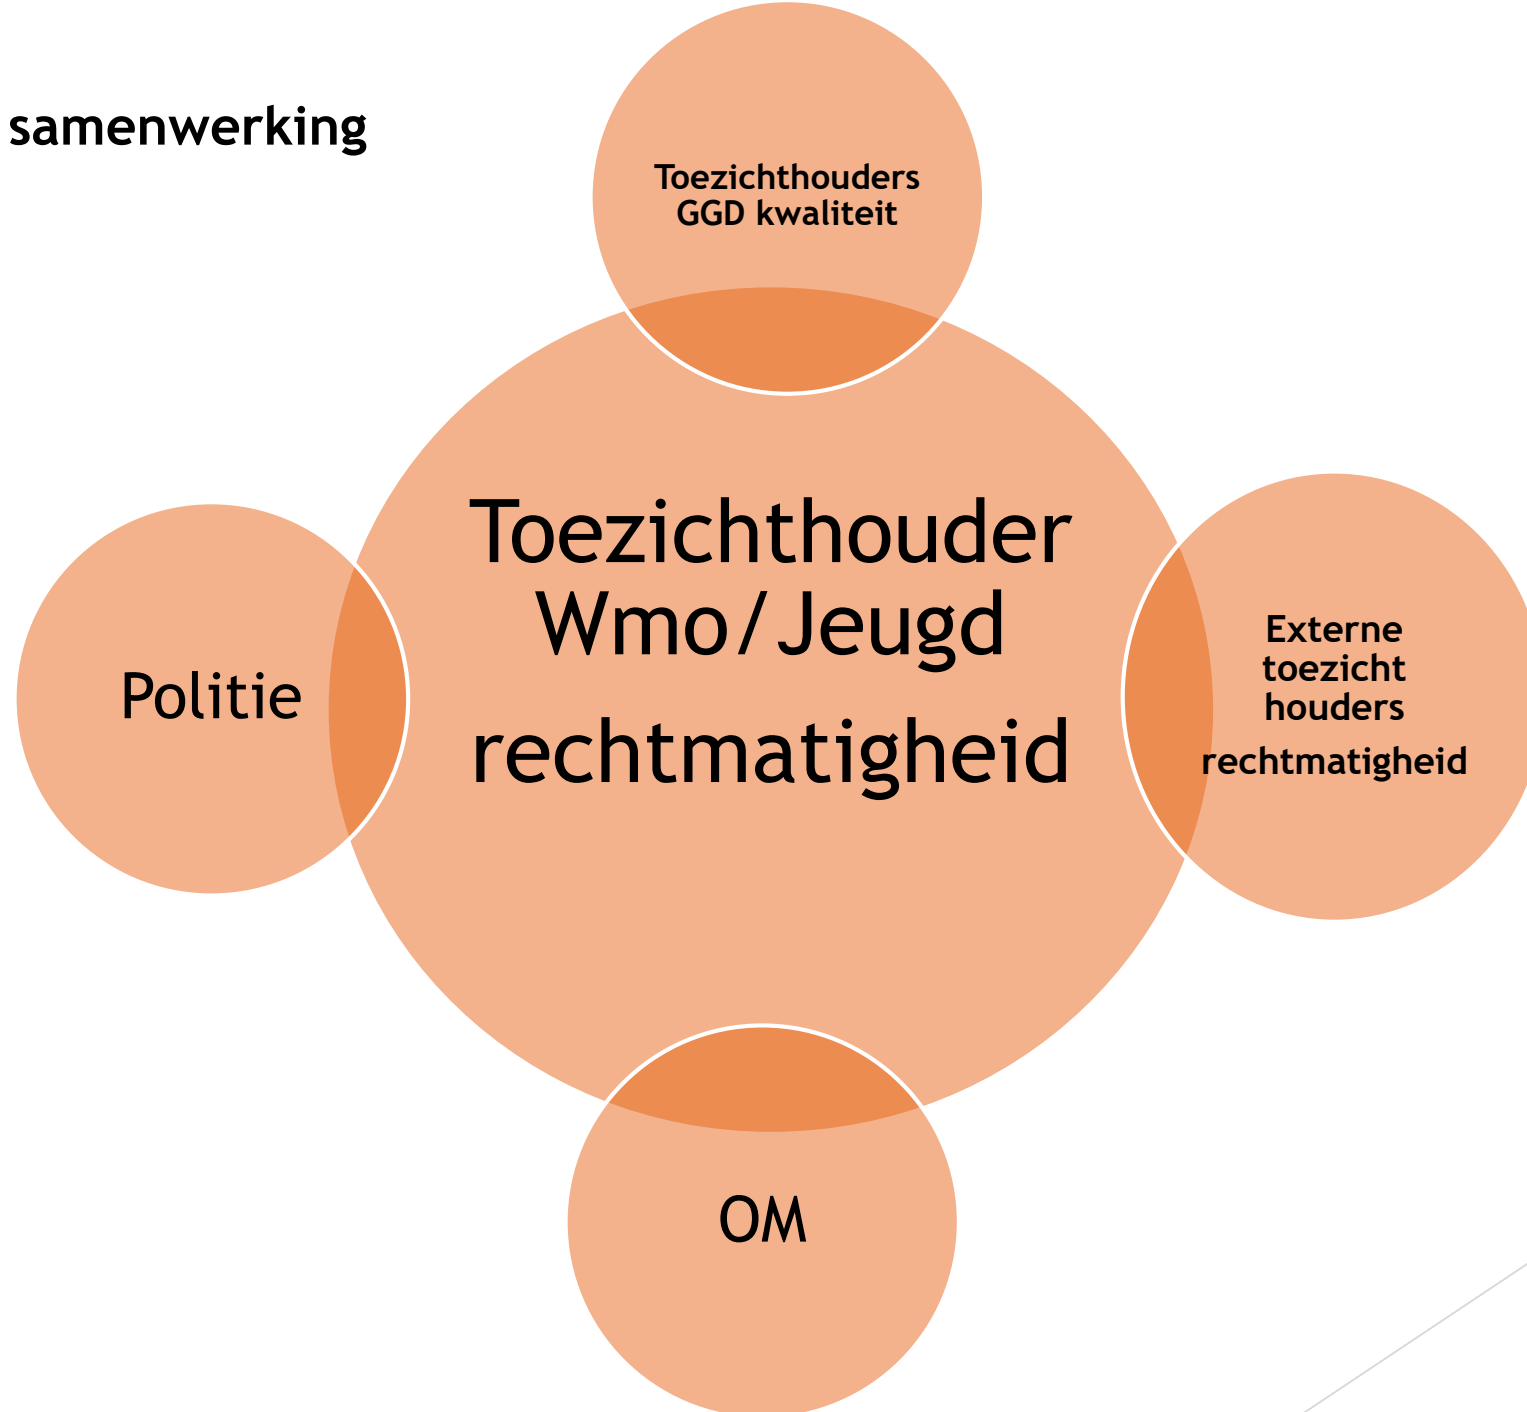 samenwerking
Toezichthouders
GGD kwaliteit
Toezichthouder
Wmo/Jeugd
rechtmatigheid
Politie
Externe
toezicht
houders
rechtmatigheid
OM